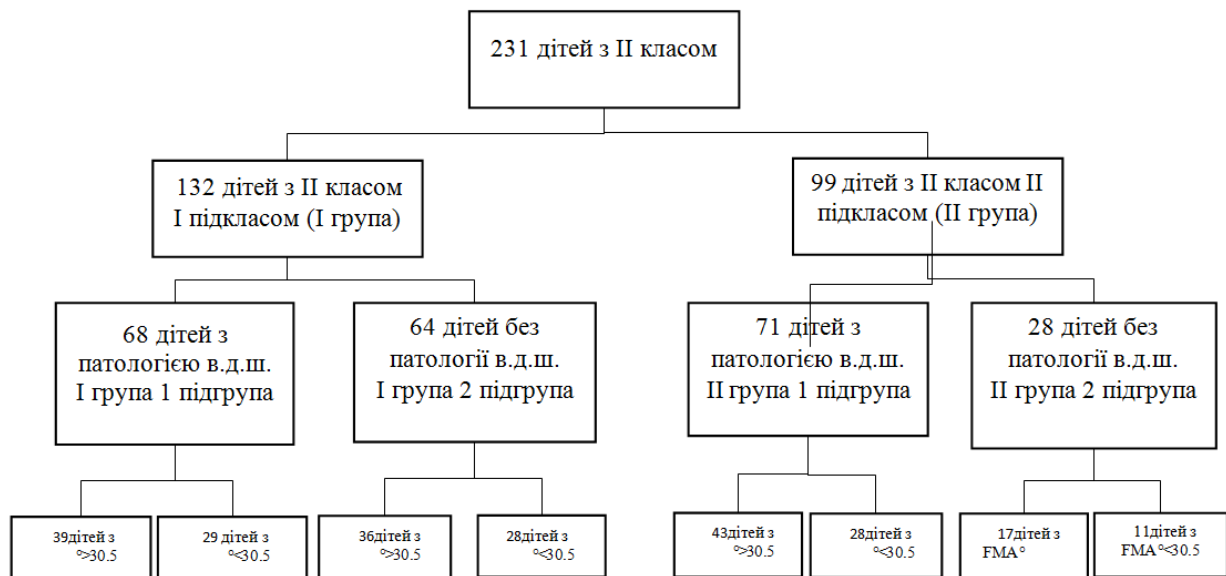 231 дітей з II класом
132 дітей з II класом
I підкласом (I група)
99 дітей з II класом II
підкласом (II група)
68 дітей з
патологією в.д.ш.
I група 1 підгрупа
64 дітей без
патології в.д.ш.
I група 2 підгрупа
71 дітей з
патологією в.д.ш.
II група 1 підгрупа
28 дітей без
патології в.д.ш.
II група 2 підгрупа
39дітей з
°>30.5
29 дітей з
°<30.5
36дітей з
°>30.5
28дітей з
°<30.5
43дітей з
°>30.5
28дітей з
°<30.5
17дітей з
FMA°
11дітей з
FMA°<30.5